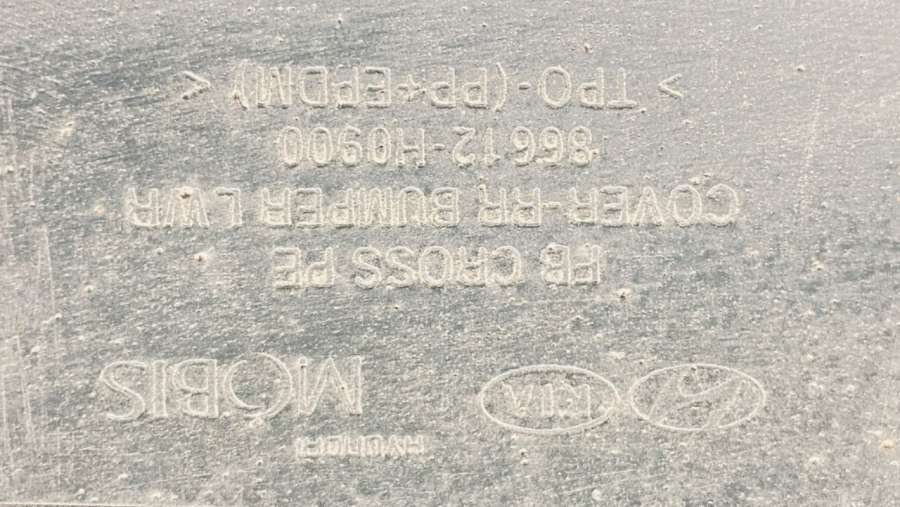 HYUNDAI
KIA MOBIS
FB CROSS PE
COVER-RR BUMPER LWR
86612-H0900
< TPO-(PP+EPDM) >